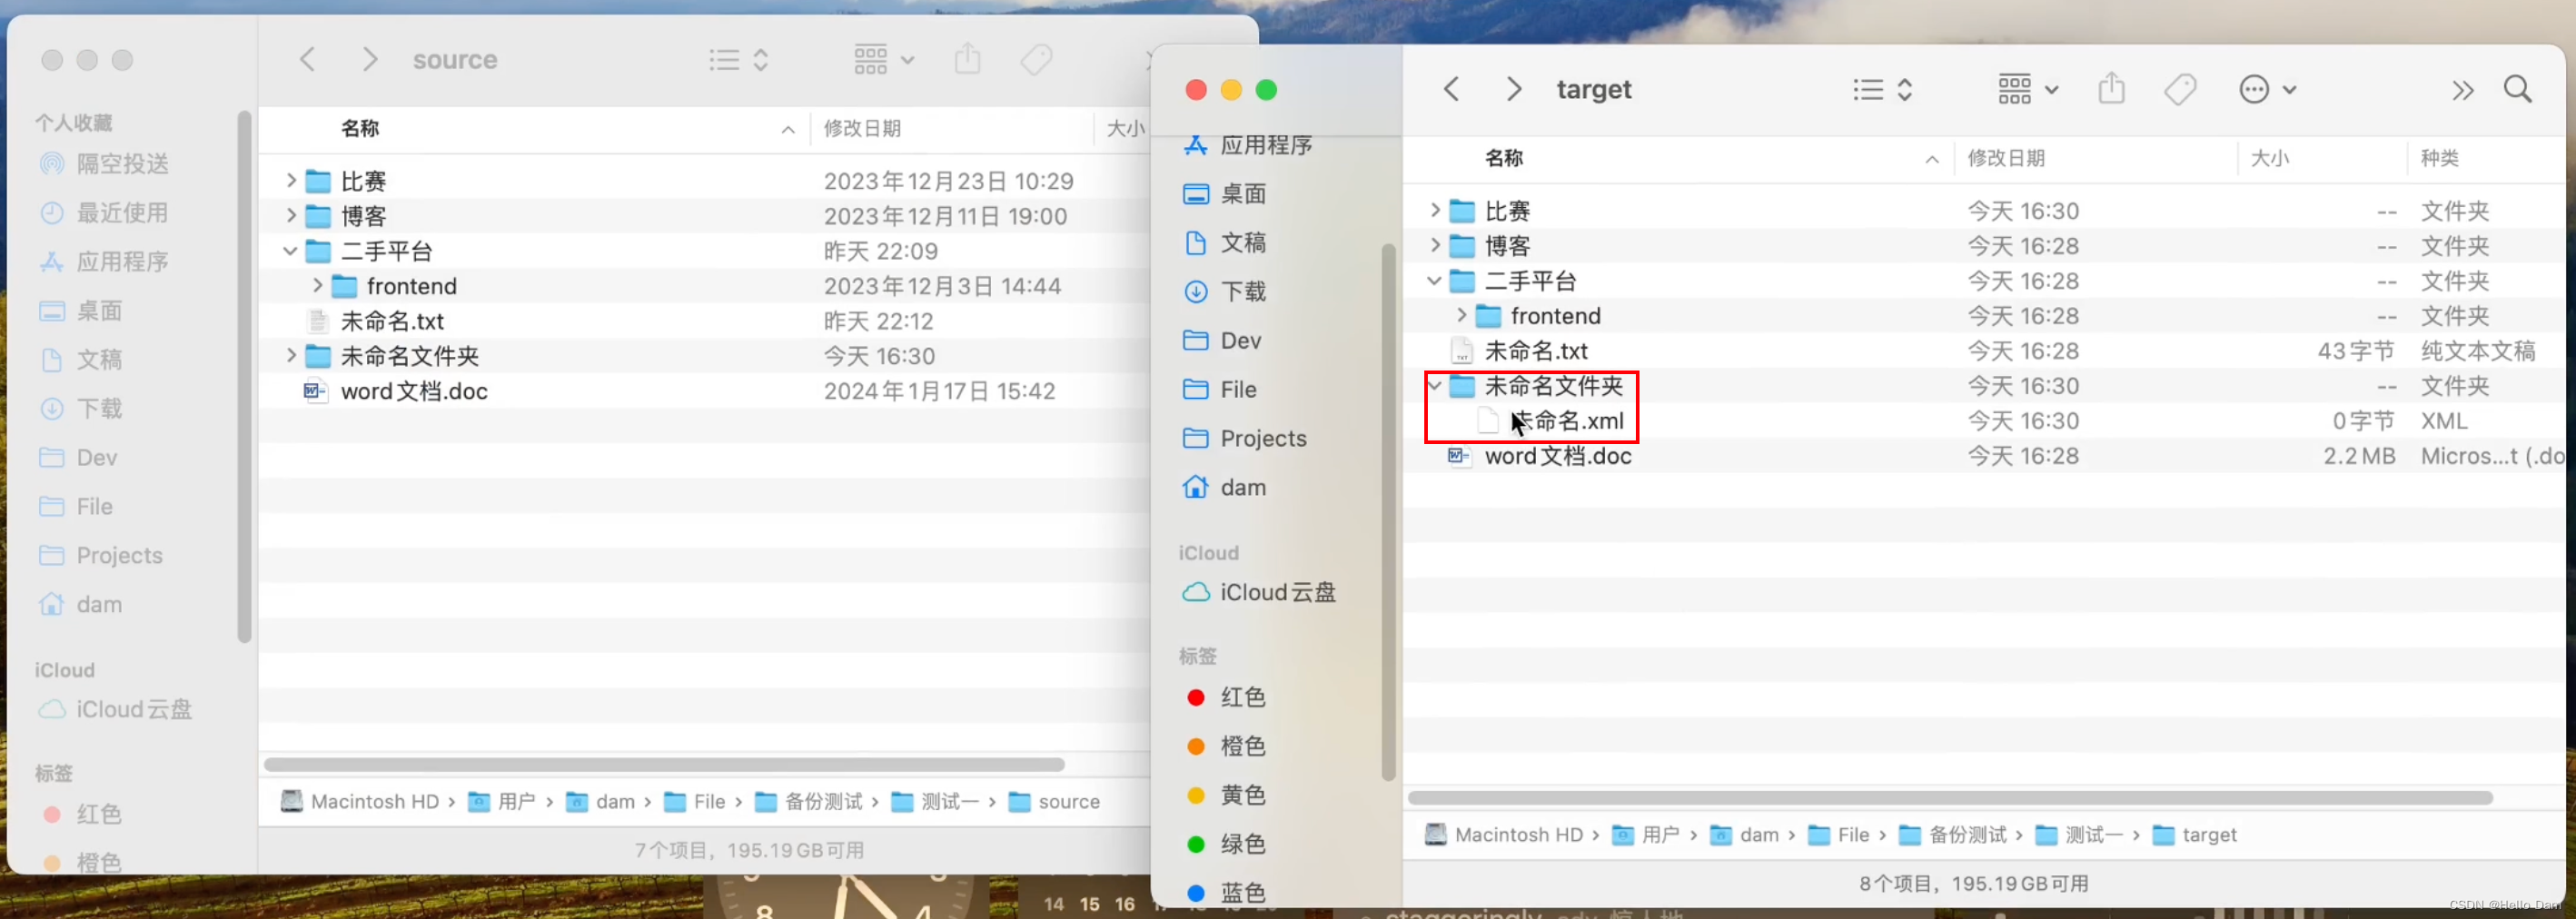 source
个人收藏
隔空投送
最近使用
应用程序
桌面
文稿
下载
Dev
File
Projects
dam
iCloud
iCloud云盘
标签
红色
橙色
名称 修改日期 大小
比赛 2023年12月23日 10:29
博客 2023年12月11日 19:00
二手平台 昨天 22:09
frontend 2023年12月3日 14:44
未命名.txt 昨天 22:12
未命名文件夹 今天 16:30
word文档.doc 2024年1月17日 15:42
Macintosh HD › 用户 › dam › File › 备份测试 › 测试一 › source
7个项目，195.19GB可用
target
应用程序
桌面
文稿
下载
Dev
File
Projects
dam
iCloud
iCloud云盘
标签
红色
橙色
黄色
绿色
蓝色
名称 修改日期 大小 种类
比赛 今天 16:30 -- 文件夹
博客 今天 16:28 -- 文件夹
二手平台 今天 16:28 -- 文件夹
frontend 今天 16:28 -- 文件夹
未命名.txt 今天 16:28 43字节 纯文本文稿
未命名文件夹 今天 16:30 -- 文件夹
未命名.xml 今天 16:30 0字节 XML
word文档.doc 今天 16:28 2.2MB Micros...t (.do
Macintosh HD › 用户 › dam › File › 备份测试 › 测试一 › target
8个项目，195.19GB可用
8 4
14 15 16
CSDN @Hello_Dam